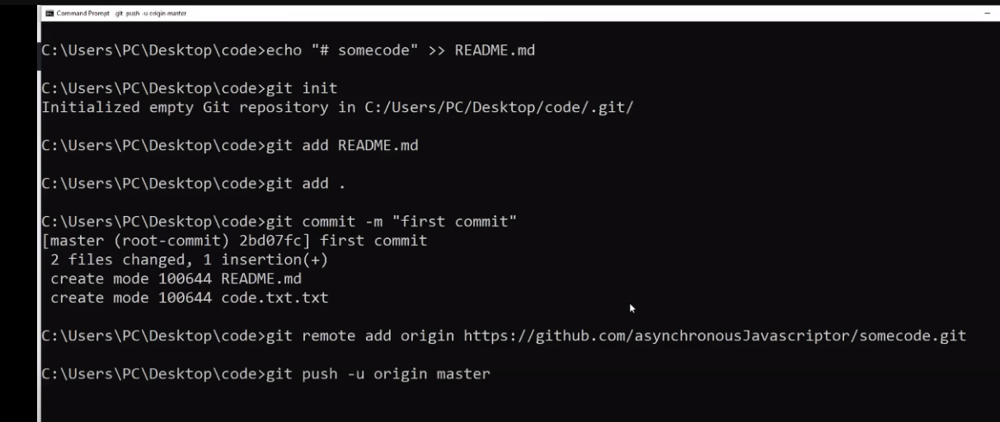 Command Prompt - git push -u origin master
C:\Users\PC\Desktop\code>echo "# somecode" >> README.md
C:\Users\PC\Desktop\code>git init
Initialized empty Git repository in C:/Users/PC/Desktop/code/.git/
C:\Users\PC\Desktop\code>git add README.md
C:\Users\PC\Desktop\code>git add .
C:\Users\PC\Desktop\code>git commit -m "first commit"
[master (root-commit) 2bd07fc] first commit
 2 files changed, 1 insertion(+)
 create mode 100644 README.md
 create mode 100644 code.txt.txt
C:\Users\PC\Desktop\code>git remote add origin https://github.com/asynchronousJavascriptor/somecode.git
C:\Users\PC\Desktop\code>git push -u origin master